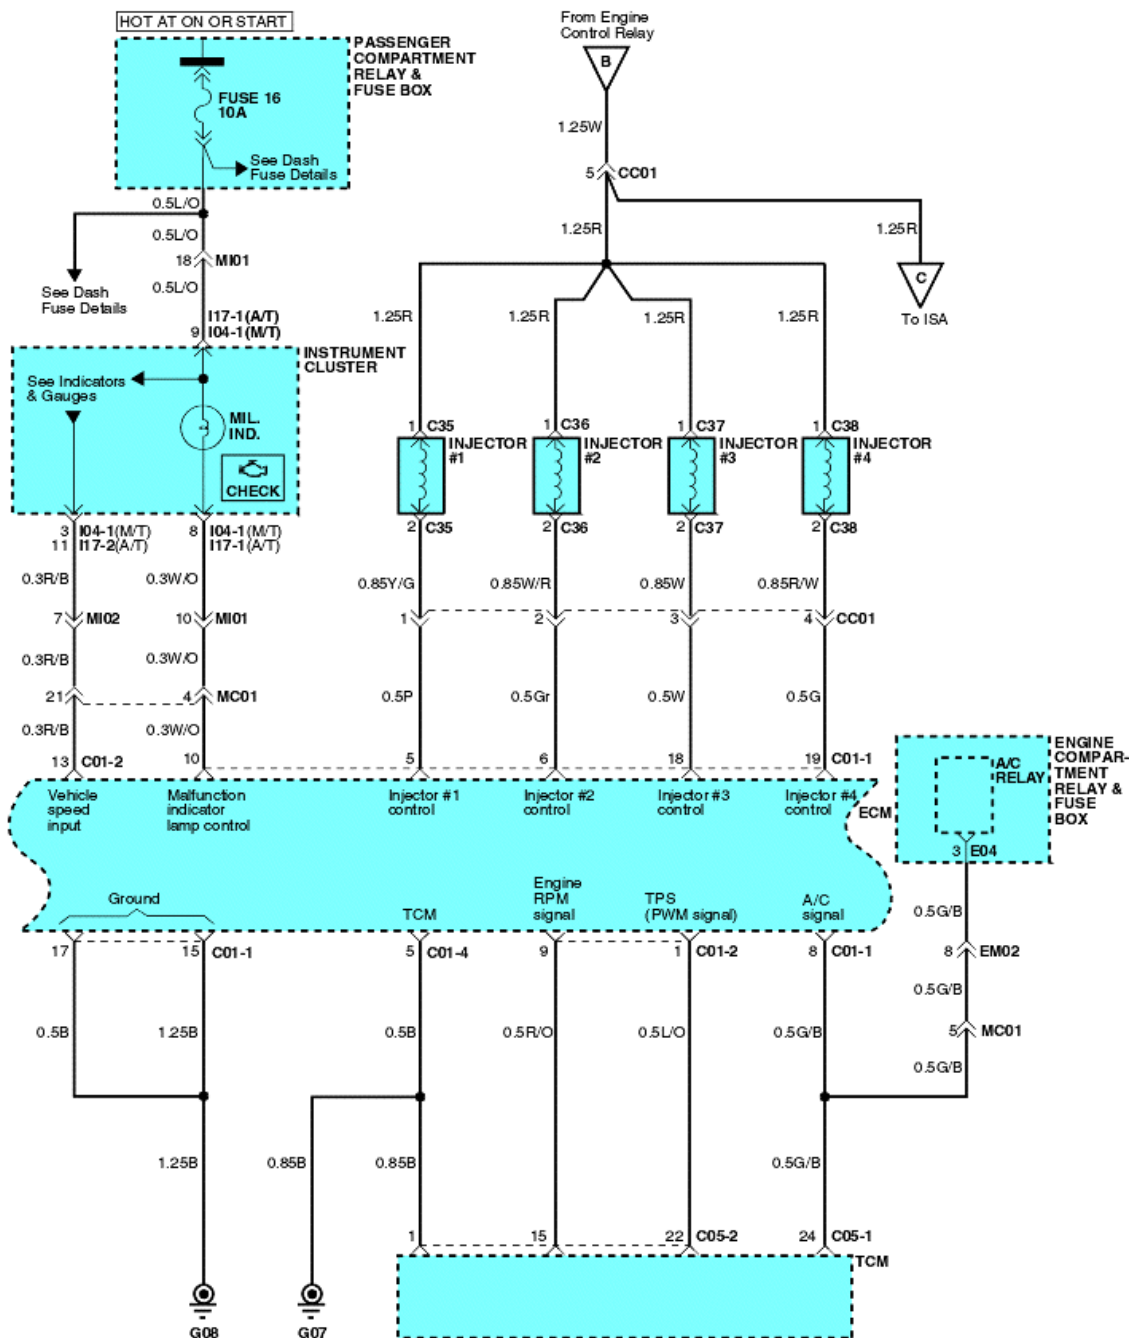 HOT AT ON OR START
PASSENGER
COMPARTMENT
RELAY &
FUSE BOX
FUSE 16
10A
See Dash
Fuse Details
From Engine
Control Relay
B
1.25W
5 CC01
0.5L/O
0.5L/O
18 MI01
0.5L/O
See Dash
Fuse Details
1.25R
1.25R
C
To ISA
I17-1(A/T)
9 I04-1(M/T)
INSTRUMENT
CLUSTER
See Indicators
& Gauges
MIL.
IND.
CHECK
1.25R 1.25R 1.25R 1.25R
1 C35 1 C36 1 C37 1 C38
INJECTOR
#1
INJECTOR
#2
INJECTOR
#3
INJECTOR
#4
2 C35 2 C36 2 C37 2 C38
3 I04-1(M/T)
11 I17-2(A/T)
8 I04-1(M/T)
I17-1(A/T)
0.3R/B 0.3W/O 0.85Y/G 0.85W/R 0.85W 0.85R/W
7 MI02 10 MI01 1 2 3 4 CC01
0.3R/B 0.3W/O
21 4 MC01 0.5P 0.5Gr 0.5W 0.5G
0.3R/B 0.3W/O
13 C01-2 10 5 6 18 19 C01-1
Vehicle
speed
input
Malfunction
indicator
lamp control
Injector #1
control
Injector #2
control
Injector #3
control
Injector #4
control
ECM
A/C
RELAY
ENGINE
COMPAR-
TMENT
RELAY &
FUSE
BOX
3 E04
Ground
TCM
Engine
RPM
signal
TPS
(PWM signal)
A/C
signal
0.5G/B
17 15 C01-1 5 C01-4 9 1 C01-2 8 C01-1 8 EM02
0.5G/B
0.5B 1.25B 0.5B 0.5R/O 0.5L/O 0.5G/B 5 MC01
0.5G/B
1.25B 0.85B 0.85B 0.5G/B
1 15 22 C05-2 24 C05-1
TCM
G08 G07